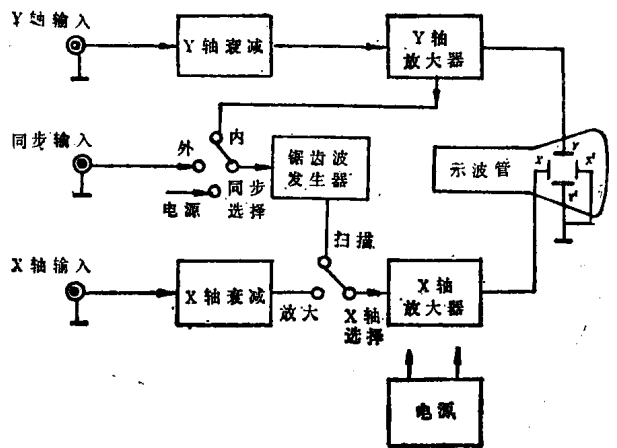 Y轴输入
Y轴衰减
Y轴
放大器
同步输入
外
内
电源
同步
选择
锯齿波
发生器
示波管
x
y
x'
y'
扫描
X轴输入
X轴衰减
放大
X轴
选择
X轴
放大器
电源